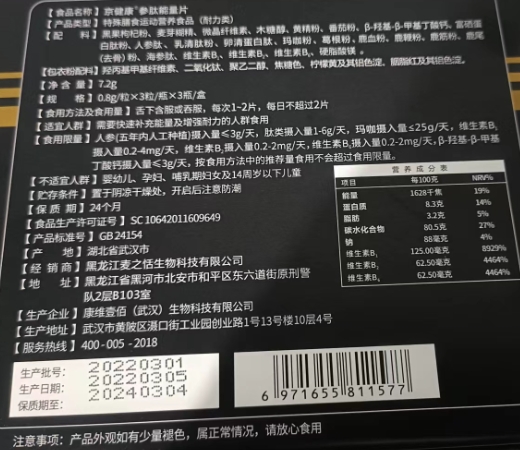 【食品名称】京健康®参肽能量片
【产品类型】特殊膳食运动营养食品（耐力类）
【配 料】黑果枸杞粉、麦芽糊精、微晶纤维素、木糖醇、黄精粉、番茄粉、β-羟基-β-甲基丁酸钙、富硒蛋
白肽粉、人参肽、乳清肽粉、卵清蛋白肽、玛咖粉、葛根粉、鹿血粉、鹿鞭粉、鹿筋粉、鹿尾
（去骨）粉、海参肽、维生素B₁、维生素B₂、维生素B₆、硬脂酸镁。
【包衣粉配料】羟丙基甲基纤维素、二氧化钛、聚乙二醇、焦糖色、柠檬黄及其铝色淀、胭脂红及其铝色淀。
【净 含 量】7.2g
【规 格】0.8g/粒×3粒/瓶×3瓶/盒
【食用方法及食用量】舌下含服或吞服，每次1-2片，每日不超过2片
【适宜人群】需要快速补充能量及增强耐力的人群食用
【食用限量】人参(五年内人工种植)摄入量≤3g/天，肽类摄入量1-6g/天，玛咖摄入量≤25g/天，维生素B₁
摄入量0.2-4mg/天，维生素B₂摄入量0.2-2mg/天，维生素B₆摄入量0.2-2mg/天，β-羟基-β-甲基
丁酸钙摄入量≤3g/天，按食用方法中的推荐量食用不会超过食用限量。
【不适宜人群】婴幼儿、孕妇、哺乳期妇女及14周岁以下儿童
【贮存条件】置于阴凉干燥处，开启后注意防潮
【保 质 期】24个月
【食品生产许可证号】SC 10642011609649
【产品标准号】GB 24154
【产 地】湖北省武汉市
【经 销 商】黑龙江麦之恬生物科技有限公司
【地 址】黑龙江省黑河市北安市和平区东六道街原刑警
队2层B103室
【生产企业】康维壹佰（武汉）生物科技有限公司
【生产地址】武汉市黄陂区滠口街工业园创业路1号13号楼10层4号
【服务热线】400-005-2018
营养成分表
项目 每100克 NRV%
能量 1628千焦 19%
蛋白质 8.3克 14%
脂肪 3.2克 5%
碳水化合物 80.5克 27%
钠 88毫克 4%
维生素B₁ 125.00毫克 8929%
维生素B₂ 62.50毫克 4464%
维生素B₆ 62.50毫克 4464%
生产批号：20220301
生产日期：20220305
保质期至：20240304
6 971655 811577
注意事项：产品外观如有少量褪色，属正常情况，请放心食用